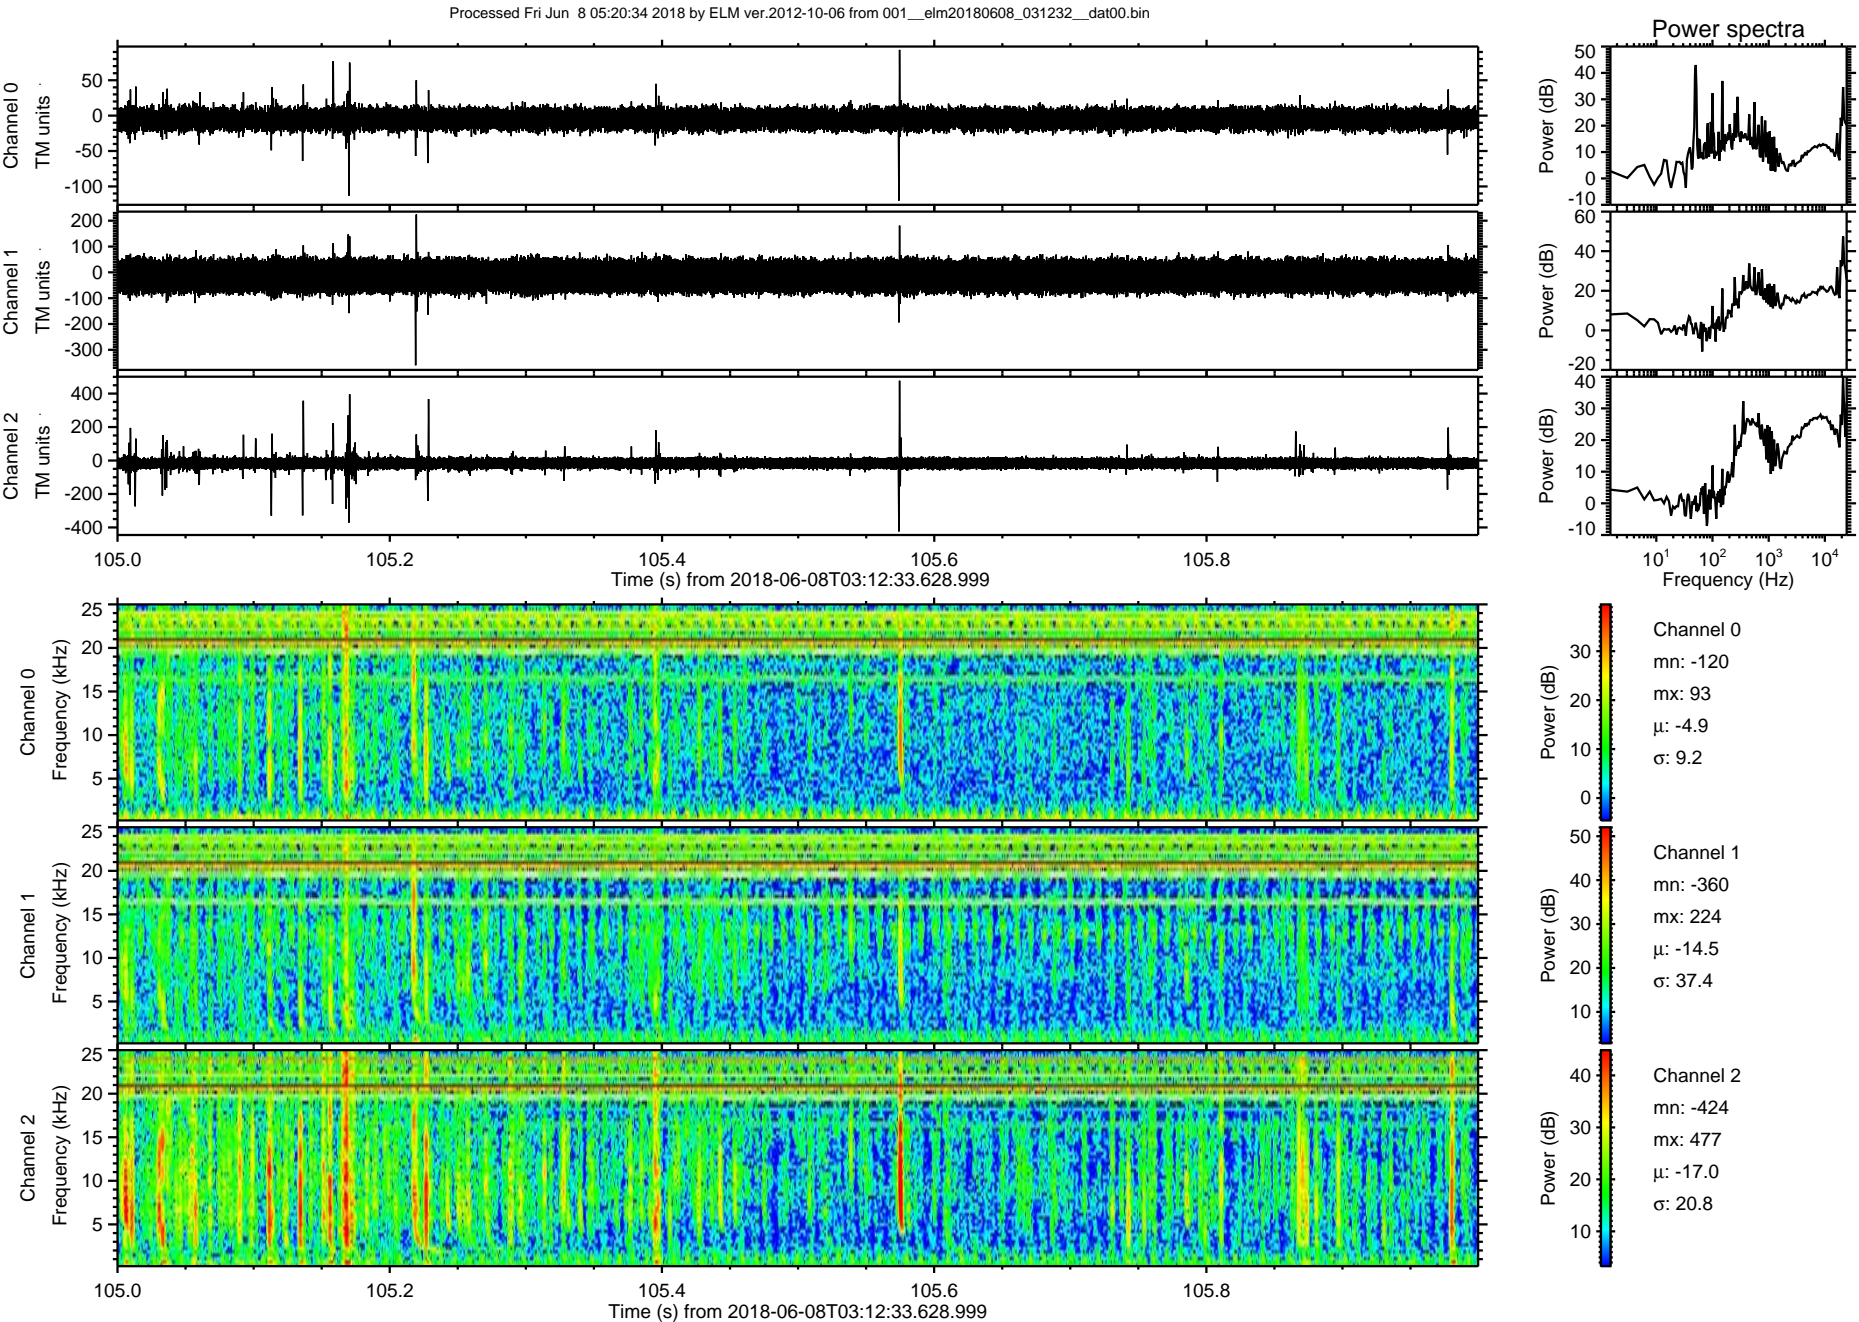 Processed Fri Jun  8 05:20:34 2018 by ELM ver.2012-10-06 from 001__elm20180608_031232__dat00.bin
Power spectra
Channel 0
TM units
50
0
-50
-100
Power (dB)
50
40
30
20
10
0
-10
Channel 1
TM units
200
100
0
-100
-200
-300
Power (dB)
60
40
20
0
-20
Channel 2
TM units
400
200
0
-200
-400
Power (dB)
40
30
20
10
0
-10
105.0 105.2 105.4 105.6 105.8
Time (s) from 2018-06-08T03:12:33.628.999
10¹ 10² 10³ 10⁴
Frequency (Hz)
Channel 0
Frequency (kHz)
25
20
15
10
5
Power (dB)
30
20
10
0
Channel 0
mn: -120
mx: 93
μ: -4.9
σ: 9.2
Channel 1
Frequency (kHz)
25
20
15
10
5
Power (dB)
50
40
30
20
10
Channel 1
mn: -360
mx: 224
μ: -14.5
σ: 37.4
Channel 2
Frequency (kHz)
25
20
15
10
5
Power (dB)
40
30
20
10
Channel 2
mn: -424
mx: 477
μ: -17.0
σ: 20.8
105.0 105.2 105.4 105.6 105.8
Time (s) from 2018-06-08T03:12:33.628.999